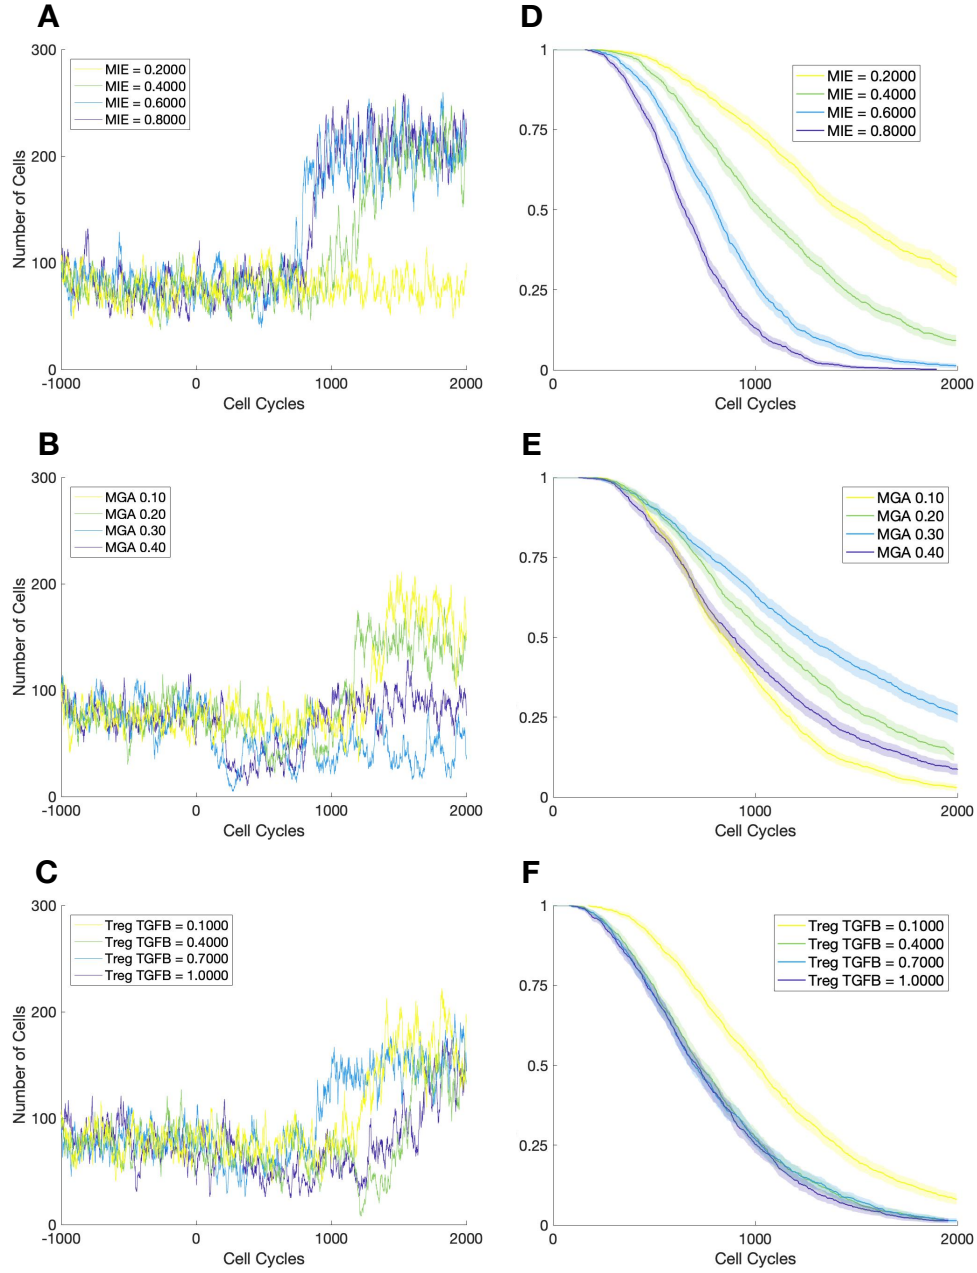 A
300
200
100
0
Number of Cells
MIE = 0.2000
MIE = 0.4000
MIE = 0.6000
MIE = 0.8000
-1000
0
1000
2000
Cell Cycles
D
1
0.75
0.5
0.25
0
MIE = 0.2000
MIE = 0.4000
MIE = 0.6000
MIE = 0.8000
0
1000
2000
Cell Cycles
B
300
200
100
0
Number of Cells
MGA 0.10
MGA 0.20
MGA 0.30
MGA 0.40
-1000
0
1000
2000
Cell Cycles
E
1
0.75
0.5
0.25
0
MGA 0.10
MGA 0.20
MGA 0.30
MGA 0.40
0
1000
2000
Cell Cycles
C
300
200
100
0
Number of Cells
Treg TGFB = 0.1000
Treg TGFB = 0.4000
Treg TGFB = 0.7000
Treg TGFB = 1.0000
-1000
0
1000
2000
Cell Cycles
F
1
0.75
0.5
0.25
0
Treg TGFB = 0.1000
Treg TGFB = 0.4000
Treg TGFB = 0.7000
Treg TGFB = 1.0000
0
1000
2000
Cell Cycles